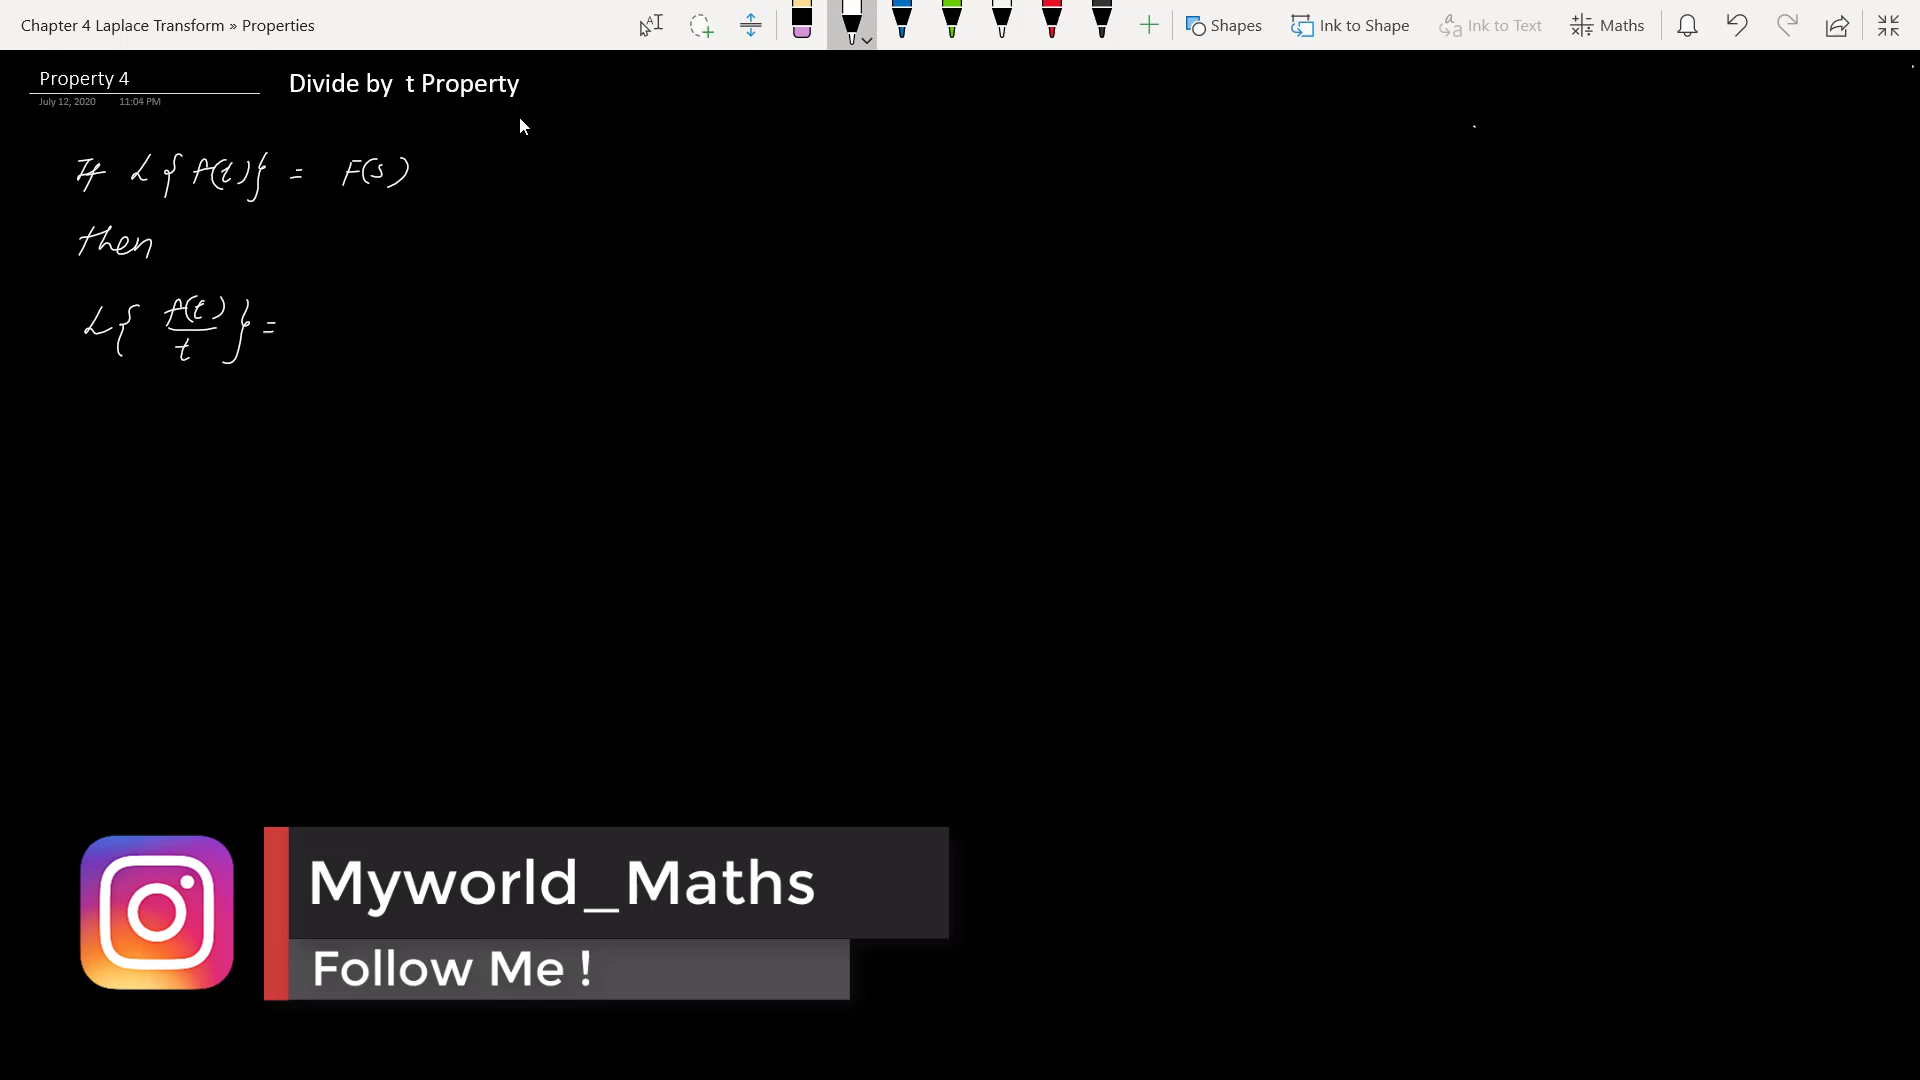 Chapter 4 Laplace Transform » Properties
Shapes
Ink to Shape
Ink to Text
Maths
Property 4
Divide by t Property
July 12, 2020 11:04 PM
If L{f(t)} = F(s)
then
L{f(t)/t} =
Myworld_Maths
Follow Me !